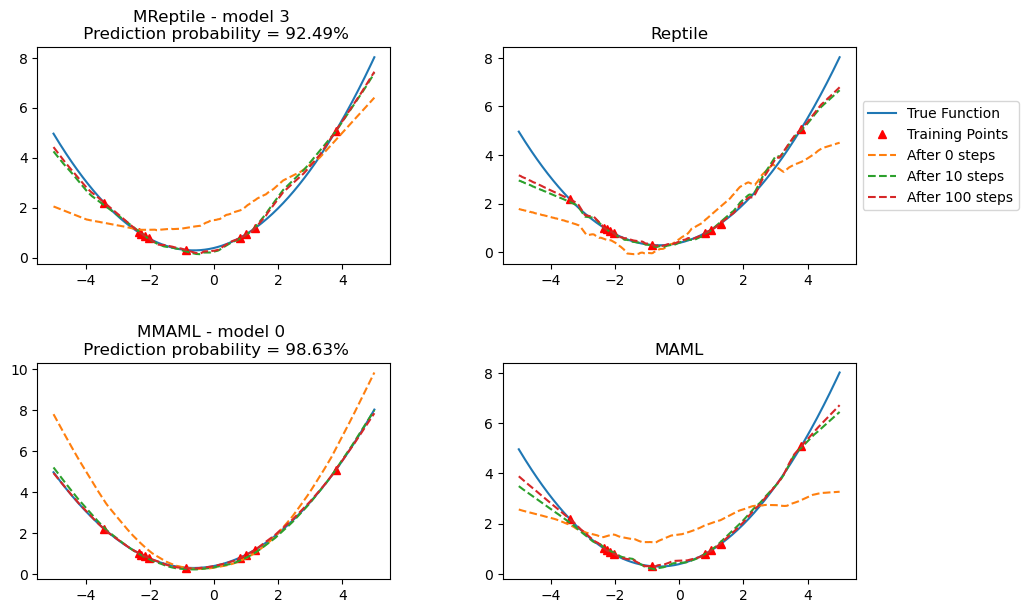 MReptile - model 3
Prediction probability = 92.49%
8
6
4
2
0
−4 −2 0 2 4
Reptile
8
6
4
2
0
−4 −2 0 2 4
True Function
Training Points
After 0 steps
After 10 steps
After 100 steps
MMAML - model 0
Prediction probability = 98.63%
10
8
6
4
2
0
−4 −2 0 2 4
MAML
8
6
4
2
0
−4 −2 0 2 4